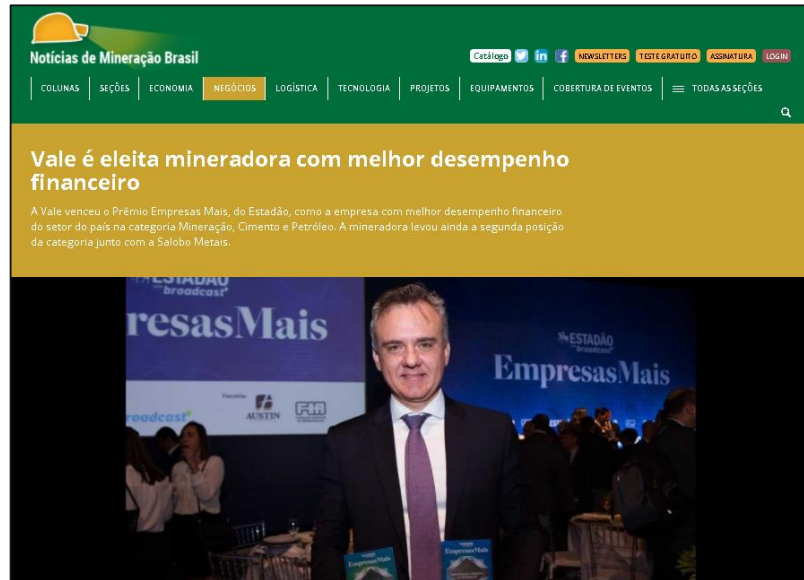 Notícias de Mineração Brasil
Catálogo NEWSLETTERS TESTE GRATUITO ASSINATURA LOGIN
COLUNAS SEÇÕES ECONOMIA NEGÓCIOS LOGÍSTICA TECNOLOGIA PROJETOS EQUIPAMENTOS COBERTURA DE EVENTOS TODAS AS SEÇÕES
Vale é eleita mineradora com melhor desempenho
financeiro
A Vale venceu o Prêmio Empresas Mais, do Estadão, como a empresa com melhor desempenho financeiro
do setor do país na categoria Mineração, Cimento e Petróleo. A mineradora levou ainda a segunda posição
da categoria junto com a Salobo Metais.
ESTADÃO
broadcast
resasMais
ESTADÃO
broadcast
EmpresasMais
AUSTIN
FIA
oadcast
EmpresasMais
EmpresasMais